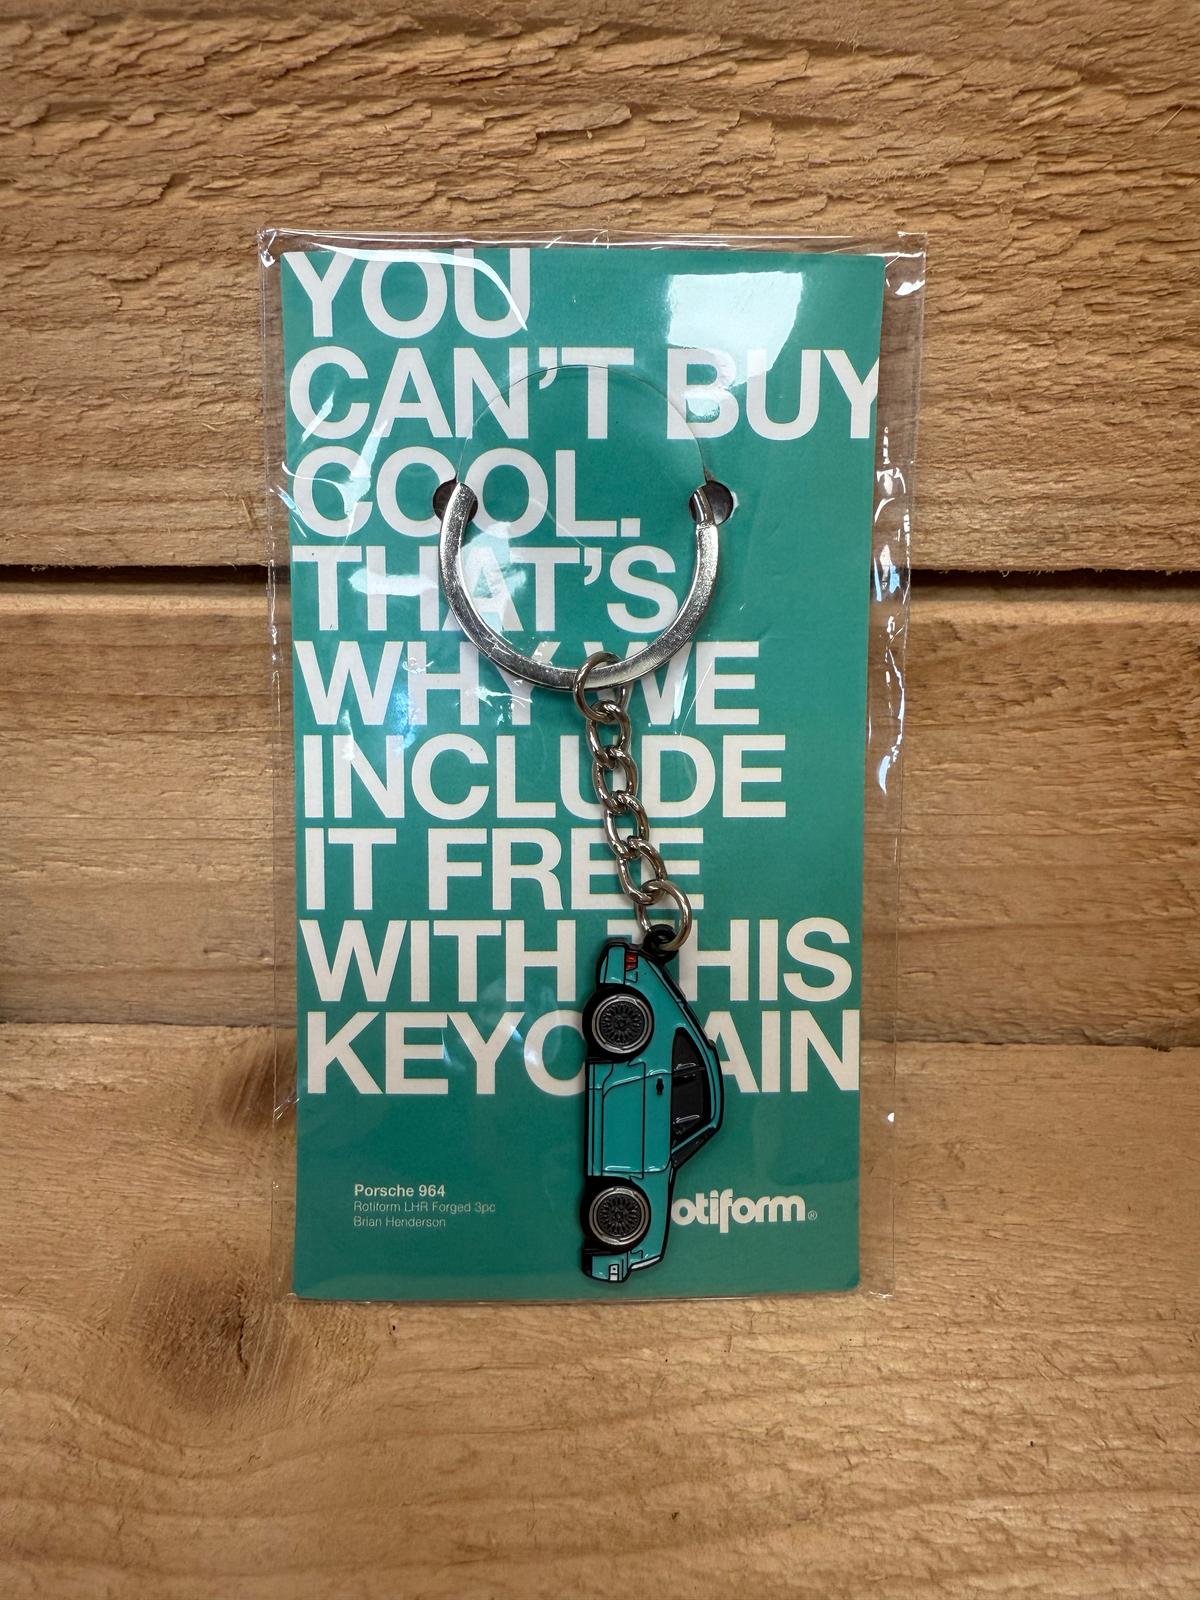 YOU
CAN'T BUY
COOL.
THAT'S
WHY WE
INCLUDE
IT FREE
WITH THIS
KEYCHAIN
Porsche 964
Rotiform LHR Forged 3pc
Brian Henderson
rotiform®